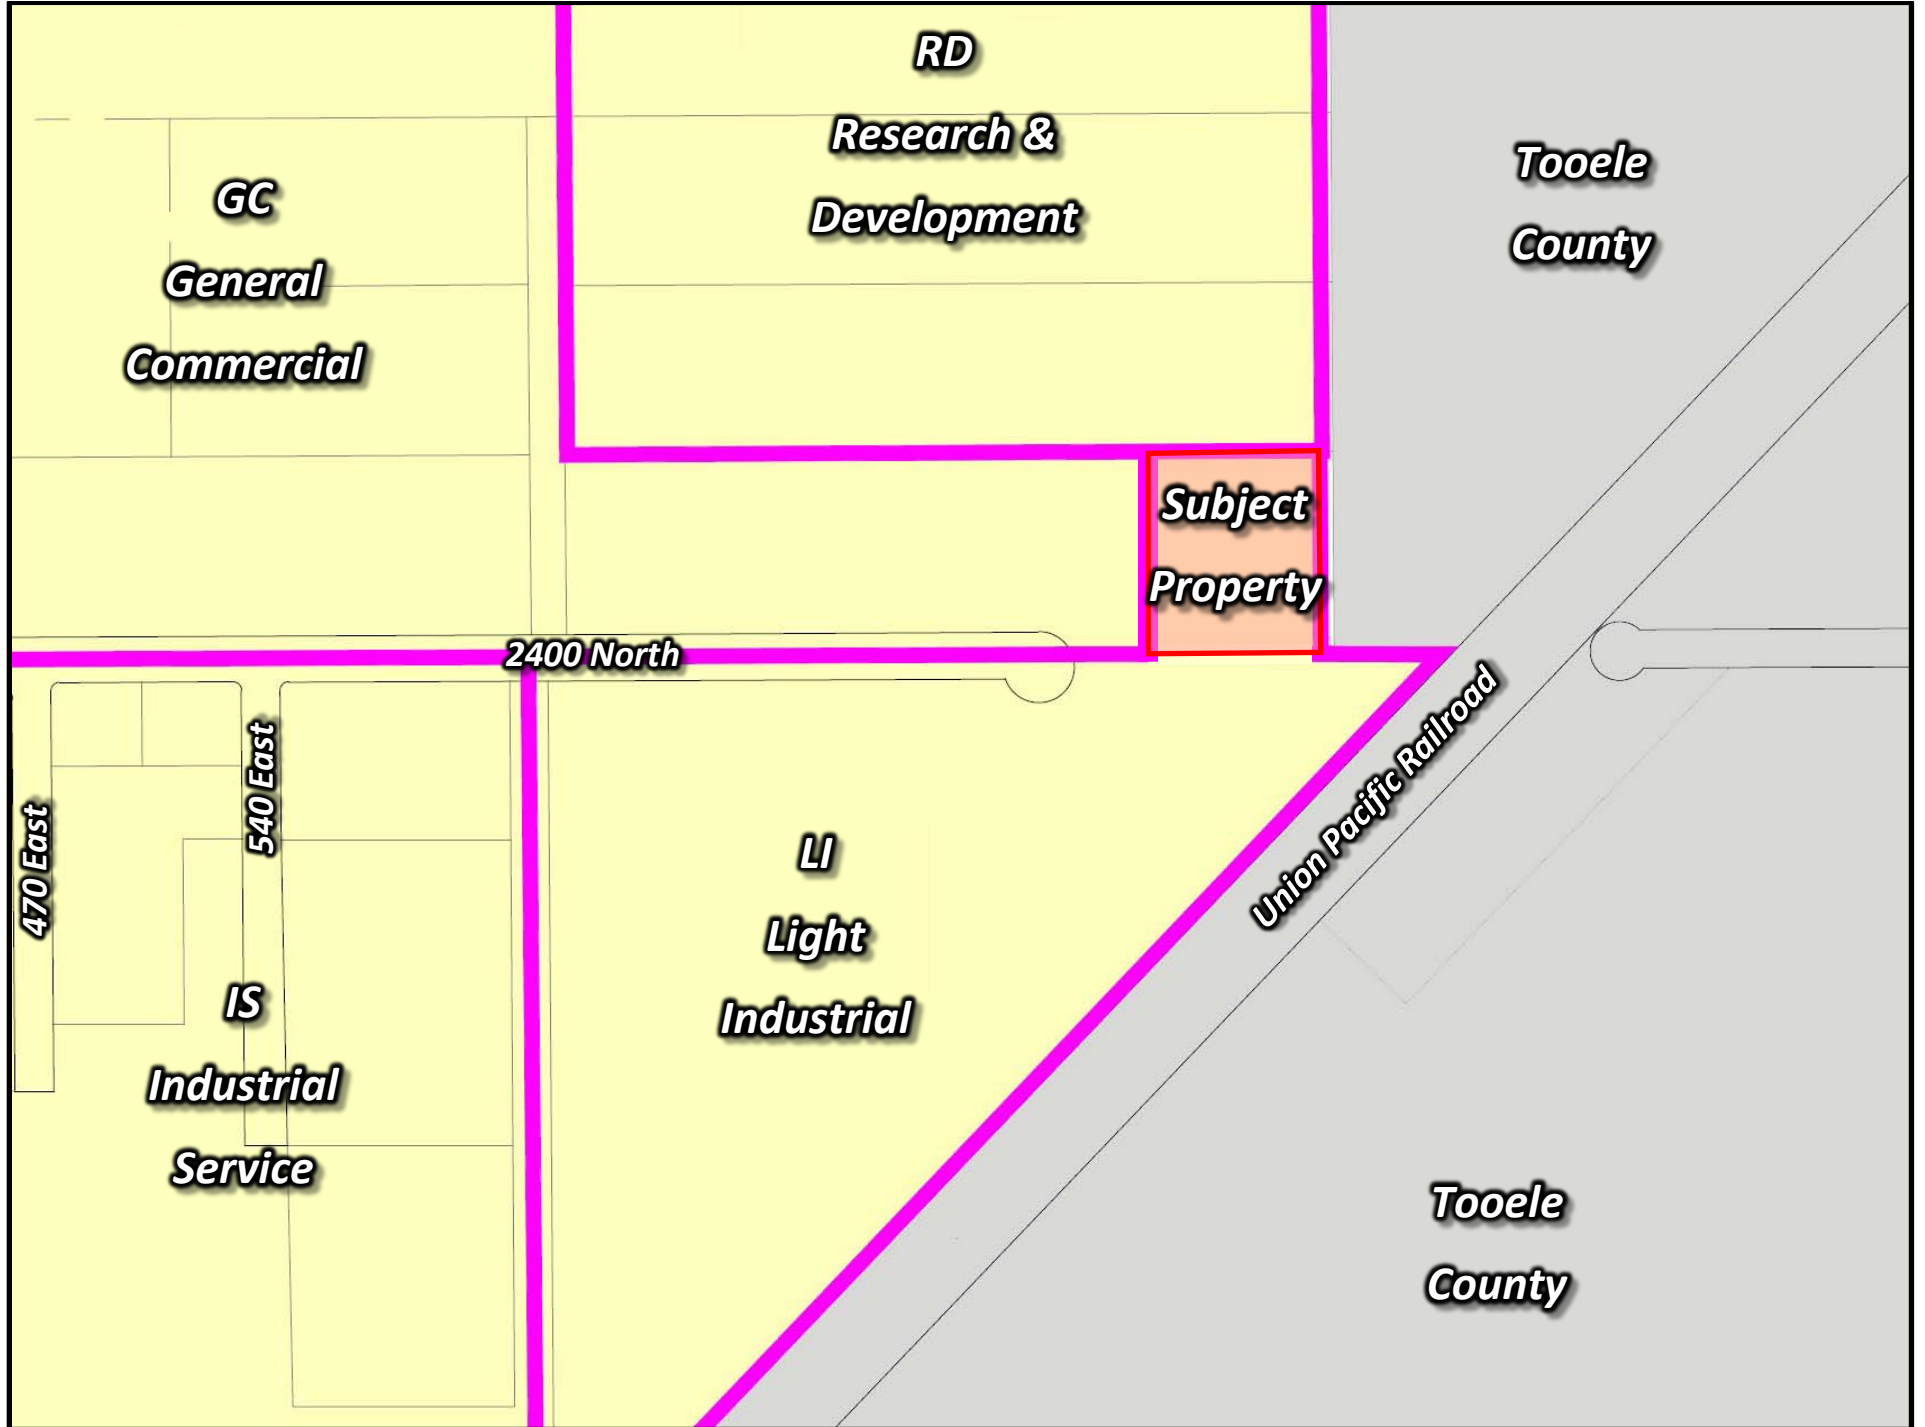 RD
Research &
Development
Tooele
County
GC
General
Commercial
Subject
Property
2400 North
470 East
540 East
Union Pacific Railroad
LI
Light
Industrial
IS
Industrial
Service
Tooele
County